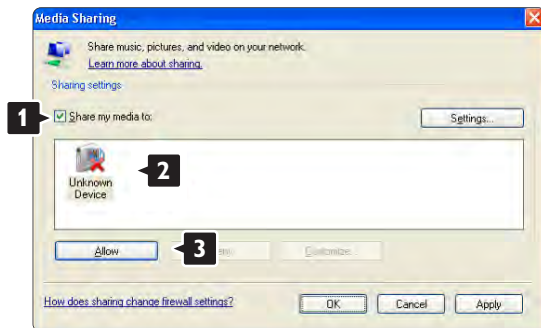 Media Sharing
Share music, pictures, and video on your network.
Learn more about sharing.
Sharing settings
1
Share my media to:
Settings...
2
Unknown
Device
Allow
3
Customize...
How does sharing change firewall settings?
OK
Cancel
Apply